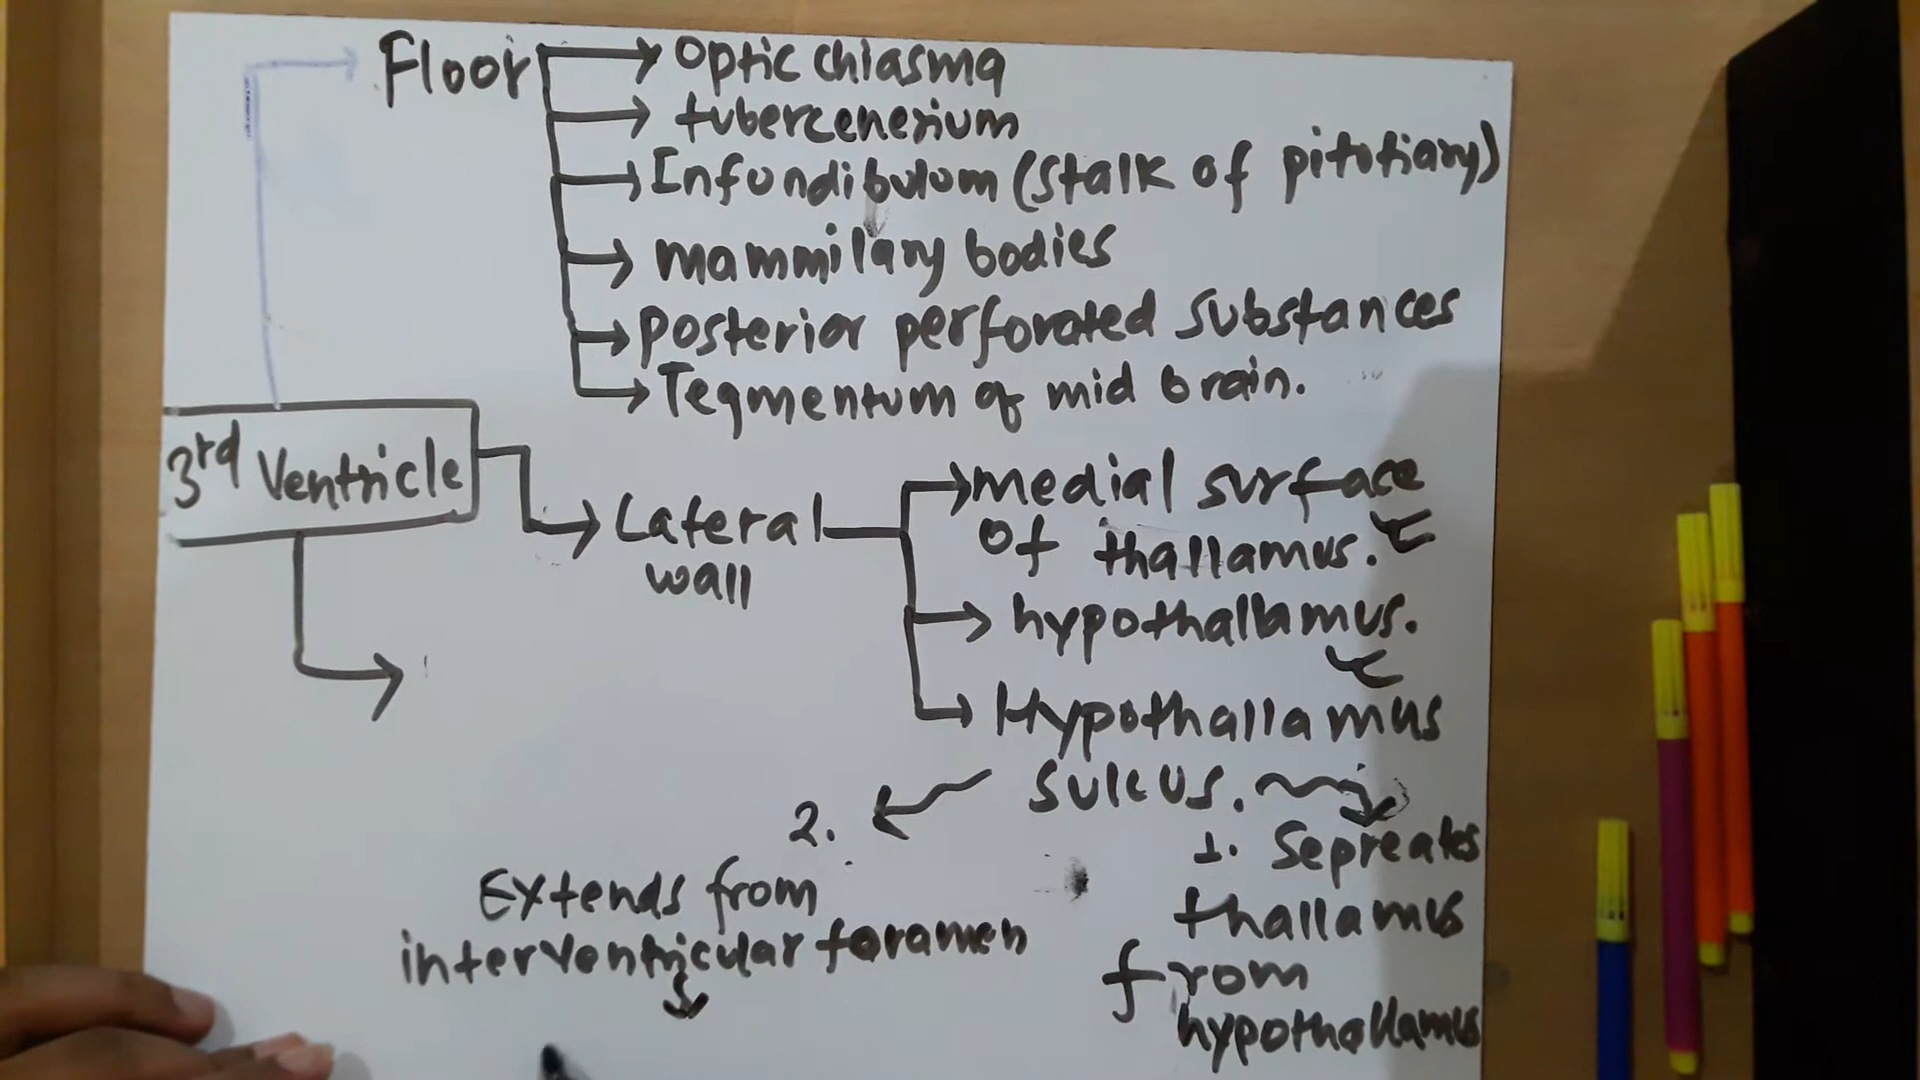 Floor
Optic chiasma
tubercenerium
Infundibulum (stalk of pitutiary)
mammilary bodies
Posterior perforated substances
Tegmentum of mid brain.
3rd Ventricle
Lateral
wall
medial surface
of thallamus.
hypothallamus.
Hypothallamus
sulcus.
2.
Extends from
interventricular foramen
1. Sepreates
thallamus
from
hypothallamus